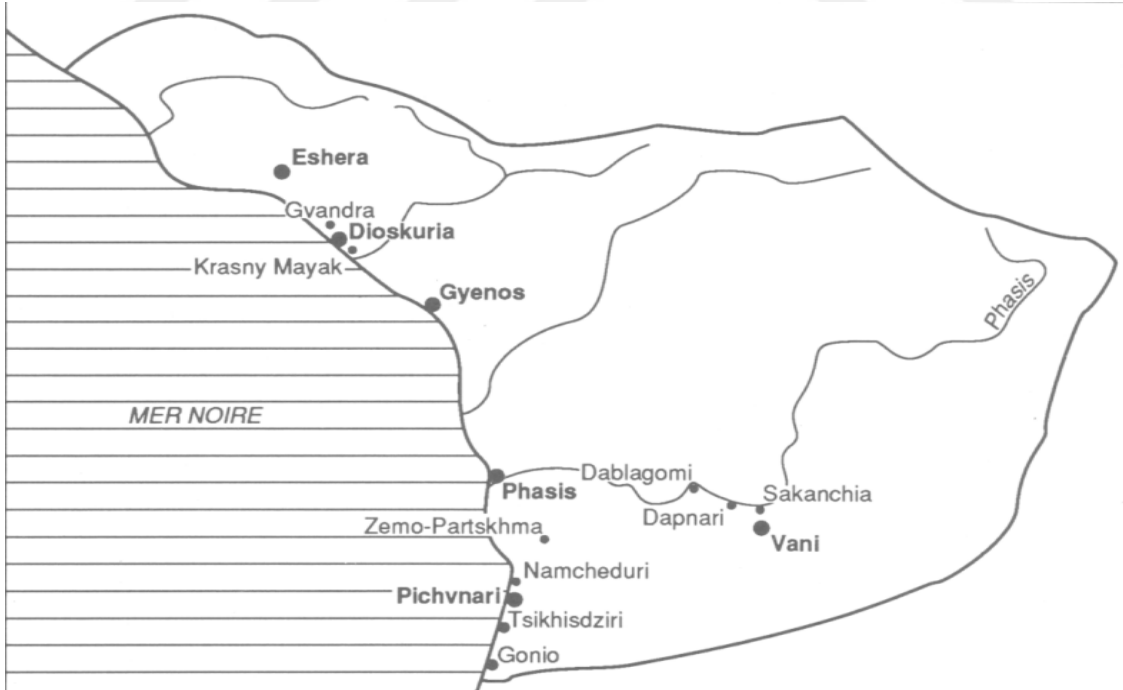 Eshera
Gvandra
Dioskuria
Krasny Mayak
Gyenos
Phasis
MER NOIRE
Dablagomi
Sakanchia
Phasis
Dapnari
Zemo-Partskhma
Vani
Namcheduri
Pichvnari
Tsikhisdziri
Gonio